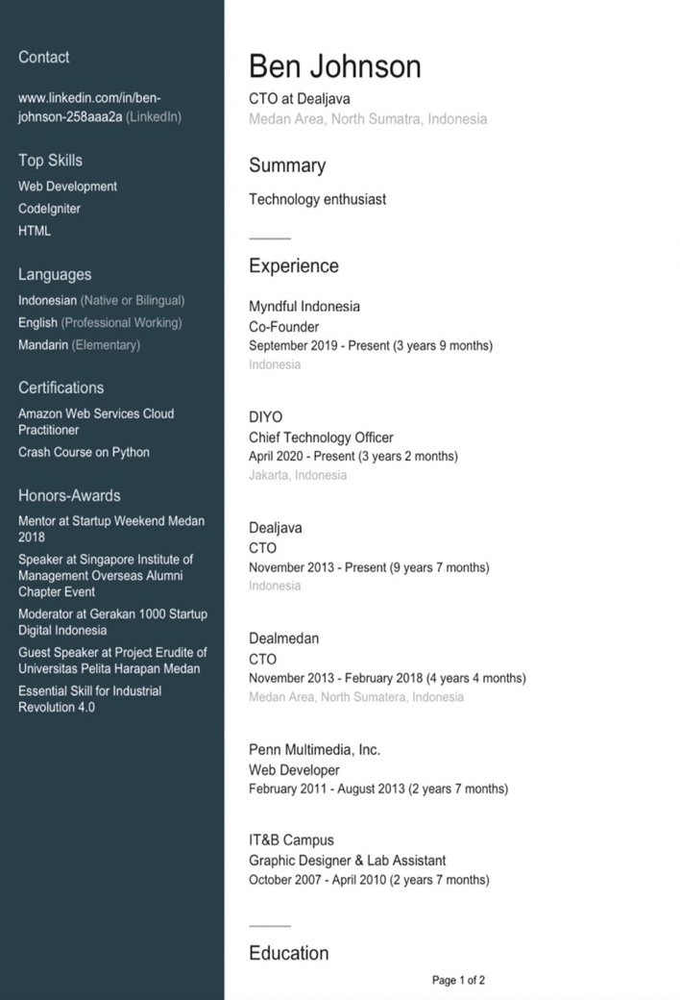 Contact
www.linkedin.com/in/ben-
johnson-258aaa2a (LinkedIn)
Top Skills
Web Development
CodeIgniter
HTML
Languages
Indonesian (Native or Bilingual)
English (Professional Working)
Mandarin (Elementary)
Certifications
Amazon Web Services Cloud
Practitioner
Crash Course on Python
Honors-Awards
Mentor at Startup Weekend Medan
2018
Speaker at Singapore Institute of
Management Overseas Alumni
Chapter Event
Moderator at Gerakan 1000 Startup
Digital Indonesia
Guest Speaker at Project Erudite of
Universitas Pelita Harapan Medan
Essential Skill for Industrial
Revolution 4.0
Ben Johnson
CTO at Dealjava
Medan Area, North Sumatra, Indonesia
Summary
Technology enthusiast
Experience
Myndful Indonesia
Co-Founder
September 2019 - Present (3 years 9 months)
Indonesia
DIYO
Chief Technology Officer
April 2020 - Present (3 years 2 months)
Jakarta, Indonesia
Dealjava
CTO
November 2013 - Present (9 years 7 months)
Indonesia
Dealmedan
CTO
November 2013 - February 2018 (4 years 4 months)
Medan Area, North Sumatera, Indonesia
Penn Multimedia, Inc.
Web Developer
February 2011 - August 2013 (2 years 7 months)
IT&B Campus
Graphic Designer & Lab Assistant
October 2007 - April 2010 (2 years 7 months)
Education
Page 1 of 2